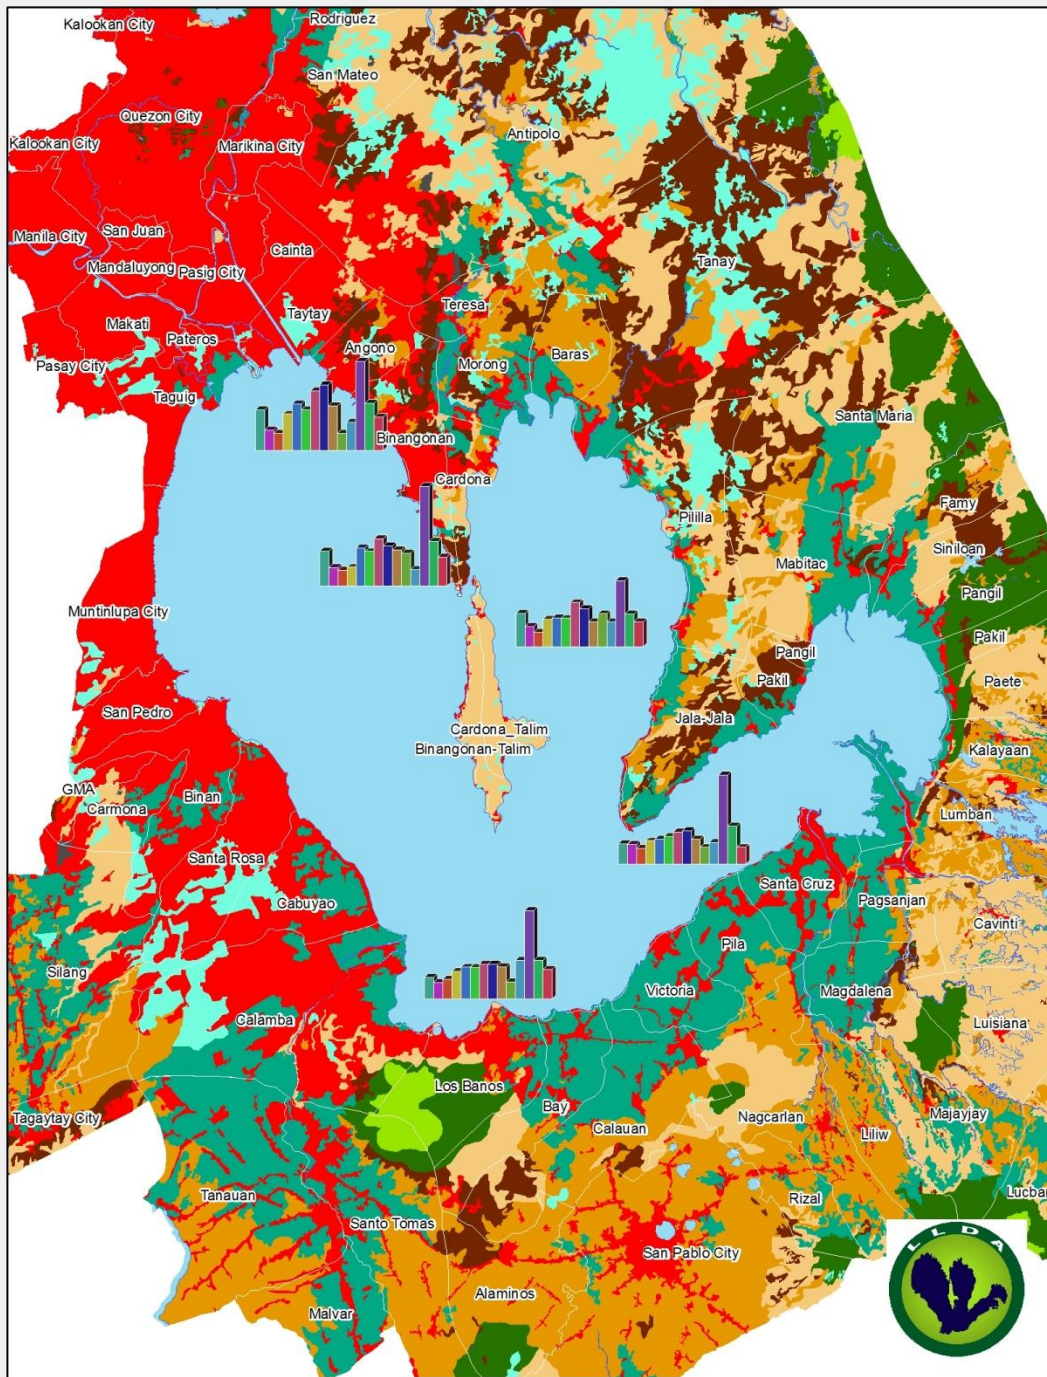 Kalookan City
Rodriguez
San Mateo
Quezon City
Antipolo
Kalookan City
Marikina City
San Juan
Manila City
Cainta
Mandaluyong
Pasig City
Tanay
Teresa
Taytay
Makati
Pateros
Angono
Baras
Morong
Pasay City
Taguig
Santa Maria
Binangonan
Cardona
Famy
Pililla
Siniloan
Mabitac
Pangil
Muntinlupa City
Pakil
Pangil
Paete
Pakil
San Pedro
Jala-Jala
Cardona_Talim
Binangonan-Talim
Kalayaan
GMA
Binan
Carmona
Lumban
Santa Rosa
Santa Cruz
Cabuyao
Pagsanjan
Cavinti
Pila
Silang
Victoria
Magdalena
Calamba
Luisiana
Los Banos
Bay
Tagaytay City
Calauan
Nagcarlan
Majayjay
Liliw
Tanauan
Rizal
Lucban
Santo Tomas
San Pablo City
LLDA
Alaminos
Malvar